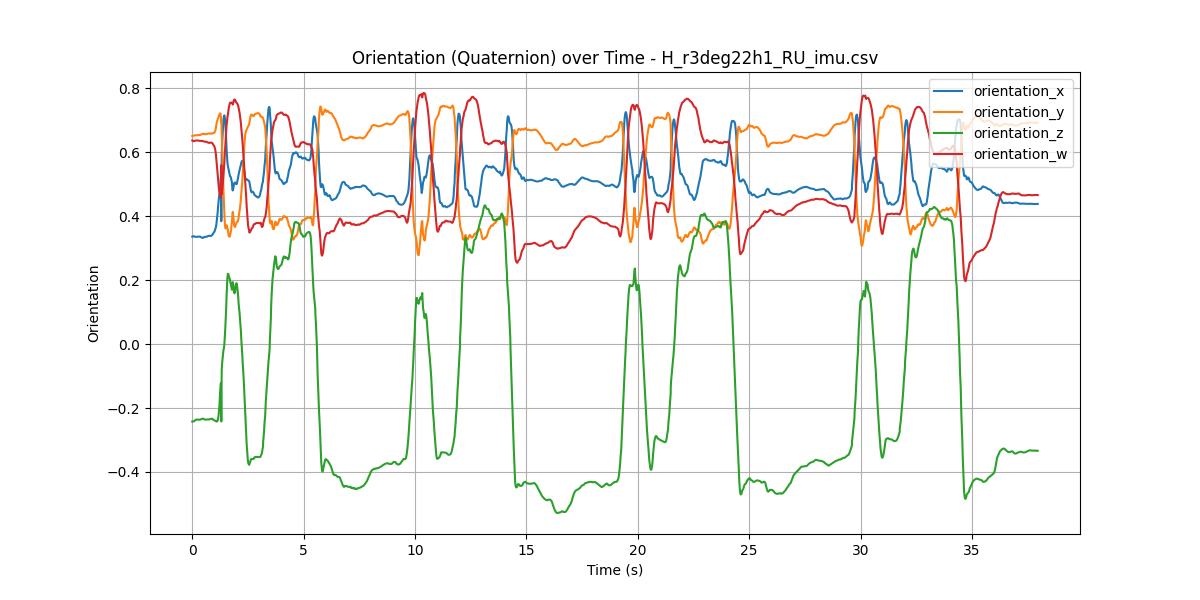 Orientation (Quaternion) over Time - H_r3deg22h1_RU_imu.csv
orientation_x
orientation_y
orientation_z
orientation_w
Orientation
0.8
0.6
0.4
0.2
0.0
−0.2
−0.4
0 5 10 15 20 25 30 35
Time (s)